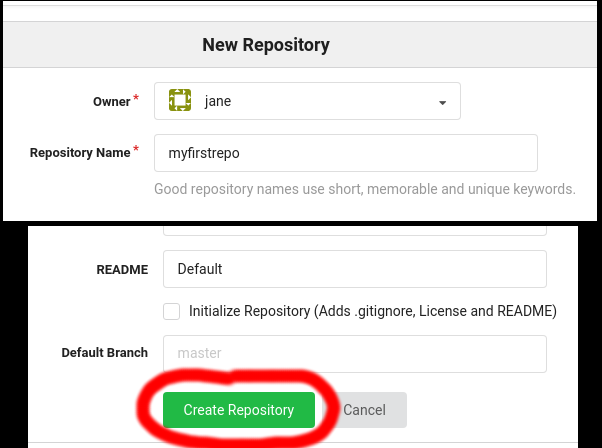 New Repository
Owner *
jane
Repository Name *
myfirstrepo
Good repository names use short, memorable and unique keywords.
README
Default
Initialize Repository (Adds .gitignore, License and README)
Default Branch
master
Create Repository
Cancel